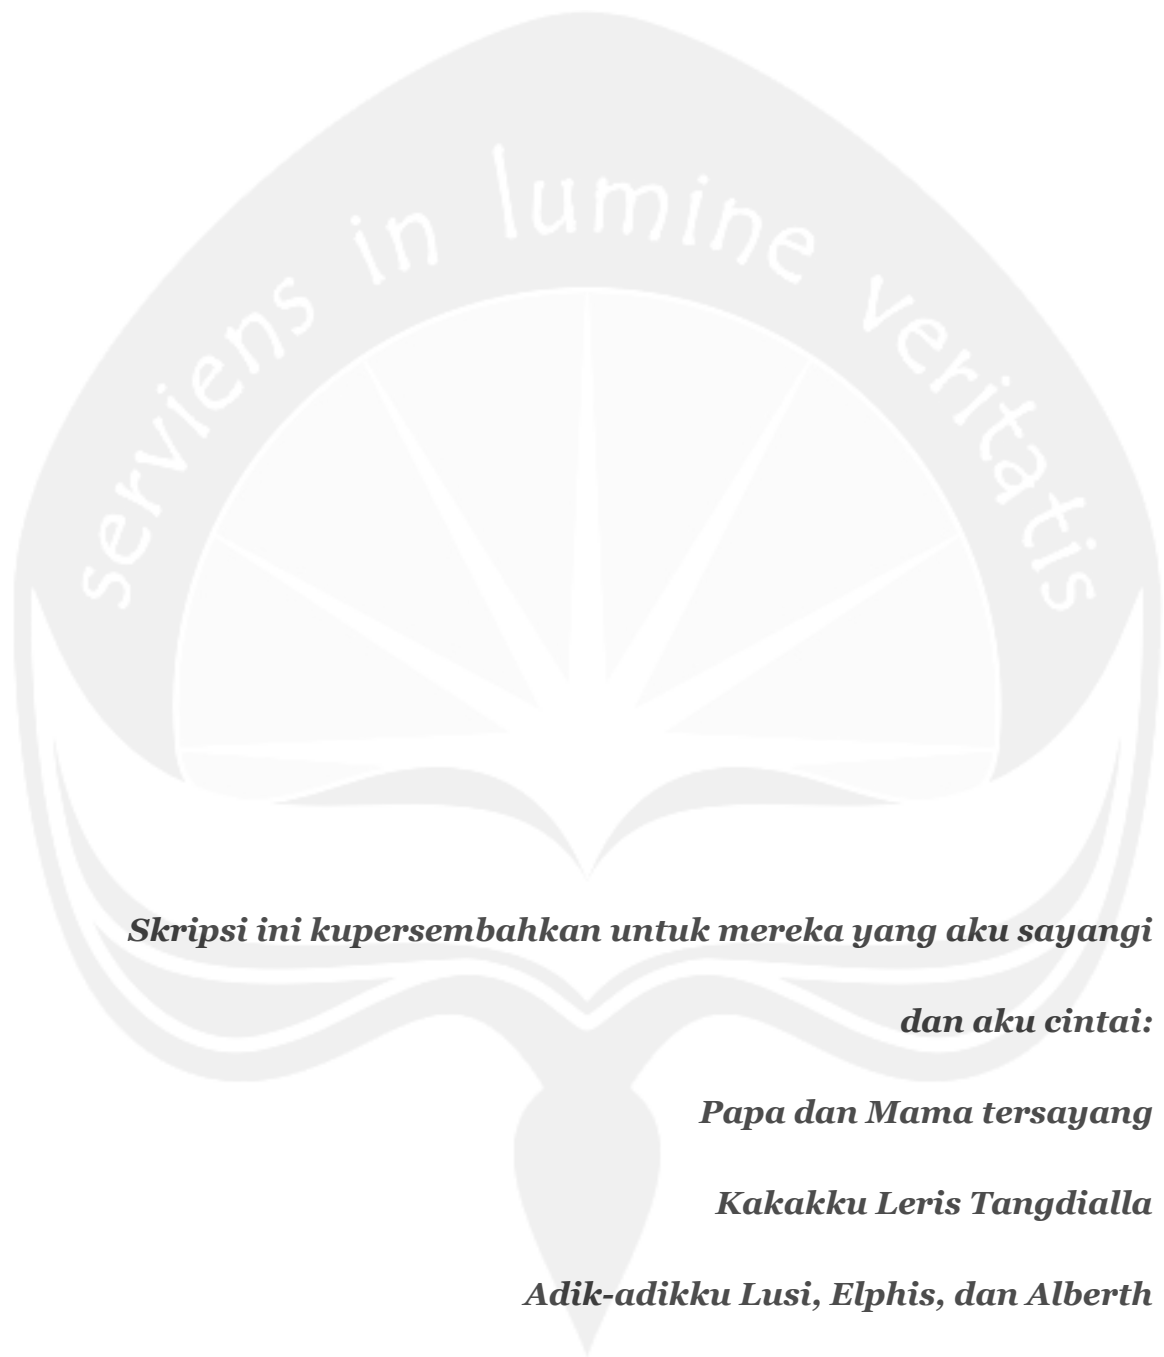 serviens in lumine veritatis
Skripsi ini kupersembahkan untuk mereka yang aku sayangi
dan aku cintai:
Papa dan Mama tersayang
Kakakku Leris Tangdialla
Adik-adikku Lusi, Elphis, dan Alberth